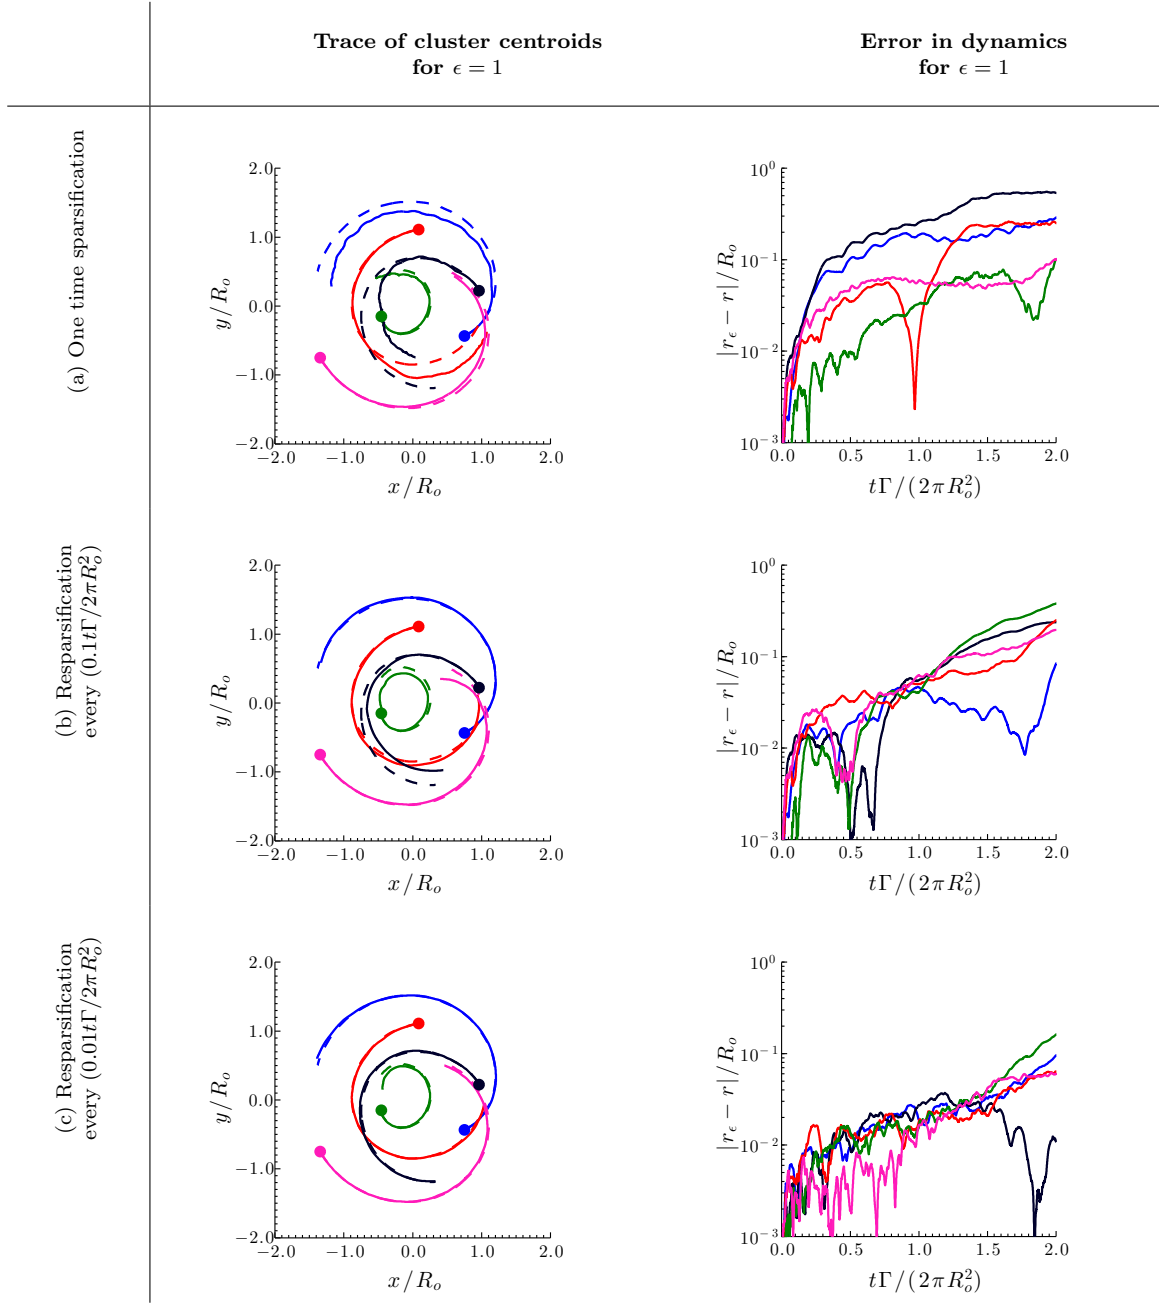 Trace of cluster centroids
for ϵ = 1
Error in dynamics
for ϵ = 1
(a) One time sparsification
2.0
1.0
0.0
−1.0
−2.0
y/R_o
−2.0 −1.0 0.0 1.0 2.0
x/R_o
10^0
10^−1
10^−2
10^−3
|r_ϵ − r|/R_o
0.0 0.5 1.0 1.5 2.0
tΓ/(2πR_o^2)
(b) Resparsification
every (0.1tΓ/2πR_o^2)
2.0
1.0
0.0
−1.0
−2.0
y/R_o
−2.0 −1.0 0.0 1.0 2.0
x/R_o
10^0
10^−1
10^−2
10^−3
|r_ϵ − r|/R_o
0.0 0.5 1.0 1.5 2.0
tΓ/(2πR_o^2)
(c) Resparsification
every (0.01tΓ/2πR_o^2)
2.0
1.0
0.0
−1.0
−2.0
y/R_o
−2.0 −1.0 0.0 1.0 2.0
x/R_o
10^0
10^−1
10^−2
10^−3
|r_ϵ − r|/R_o
0.0 0.5 1.0 1.5 2.0
tΓ/(2πR_o^2)